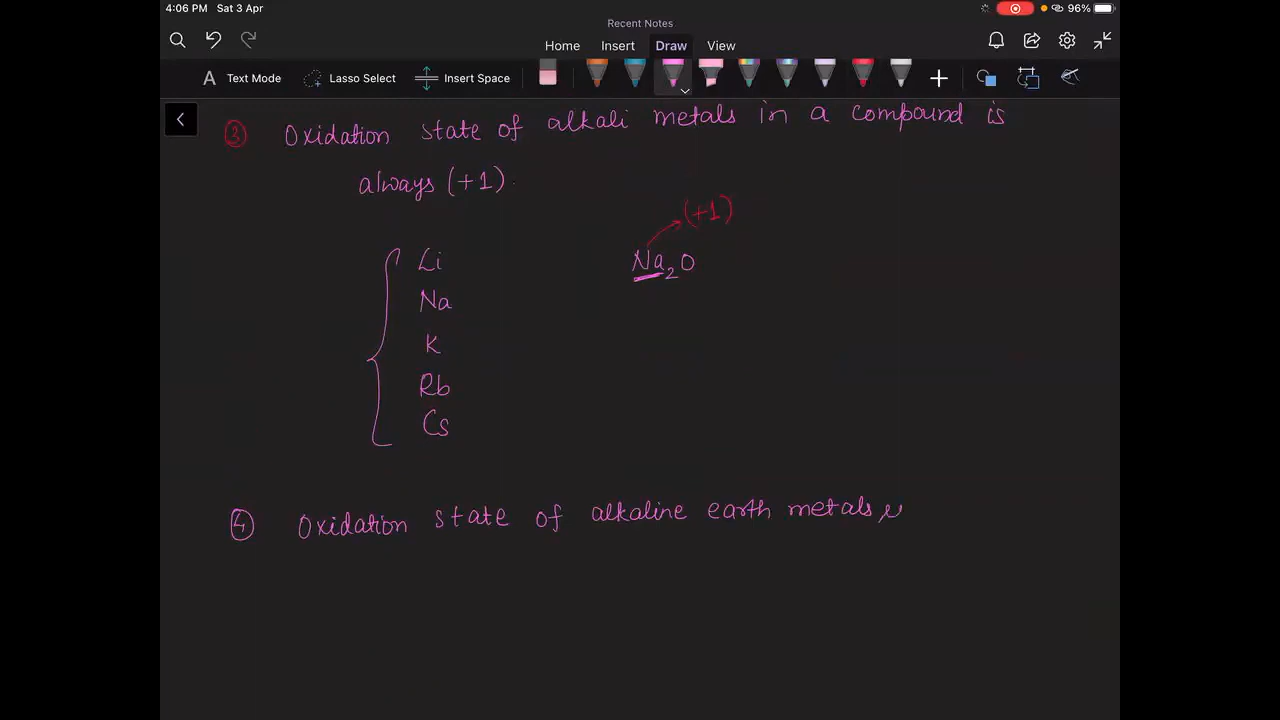 4:06 PM Sat 3 Apr
96%
Recent Notes
Home Insert Draw View
Text Mode Lasso Select Insert Space
③ Oxidation state of alkali metals in a compound is
always (+1).
(+1)
Li Na₂O
Na
K
Rb
Cs
④ Oxidation state of alkaline earth metals